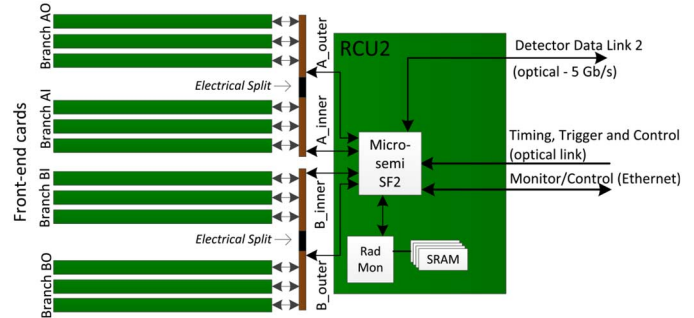 Front-end cards
Branch AO
Branch AI
Branch BI
Branch BO
Electrical Split
Electrical Split
A_outer
A_inner
B_inner
B_outer
RCU2
Micro-
semi
SF2
Rad
Mon
SRAM
Detector Data Link 2
(optical - 5 Gb/s)
Timing, Trigger and Control
(optical link)
Monitor/Control (Ethernet)